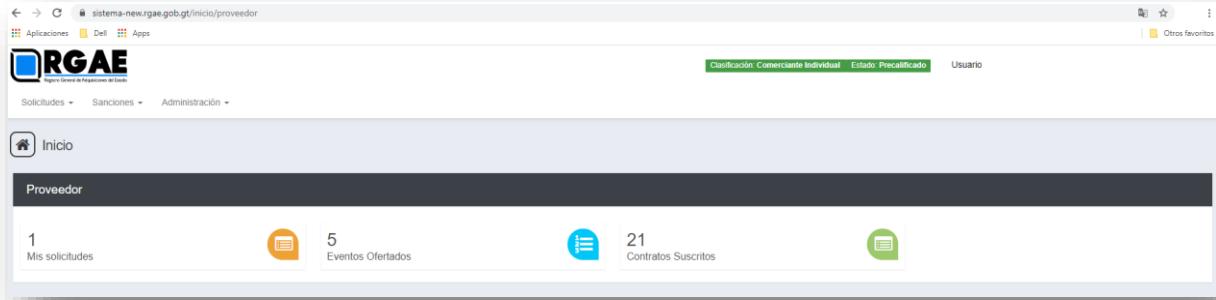 sistema-new.rgae.gob.gt/inicio/proveedor
Aplicaciones Dell Apps Otros favoritos
RGAE
Registro General de Adquisiciones del Estado
Clasificación: Comerciante Individual Estado: Precalificado Usuario
Solicitudes Sanciones Administración
Inicio
Proveedor
1 5 21
Mis solicitudes Eventos Ofertados Contratos Suscritos